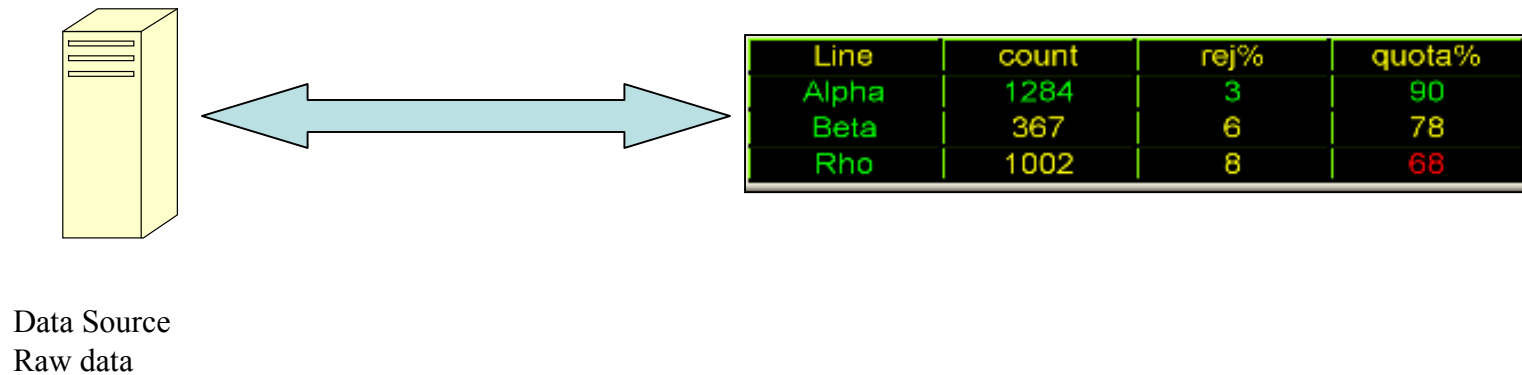 Line count rej% quota%
Alpha 1284 3 90
Beta 367 6 78
Rho 1002 8 68
Data Source
Raw data